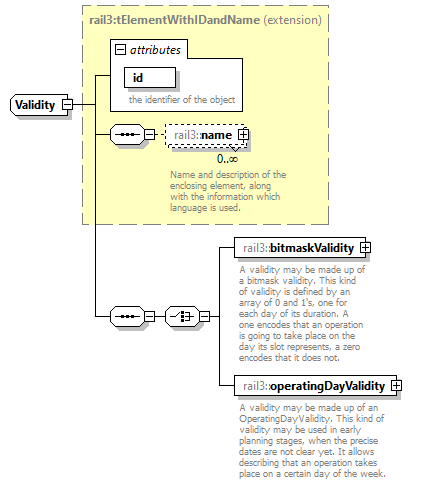 rail3:tElementWithIDandName (extension)
attributes
id
the identifier of the object
Validity
rail3::name
0..∞
Name and description of the
enclosing element, along
with the information which
language is used.
rail3::bitmaskValidity
A validity may be made up of
a bitmask validity. This kind
of validity is defined by an
array of 0 and 1's, one for
each day of its duration. A
one encodes that an operation
is going to take place on the
day its slot represents, a zero
encodes that it does not.
rail3::operatingDayValidity
A validity may be made up of an
OperatingDayValidity. This kind of
validity may be used in early
planning stages, when the precise
dates are not clear yet. It allows
describing that an operation takes
place on a certain day of the week.